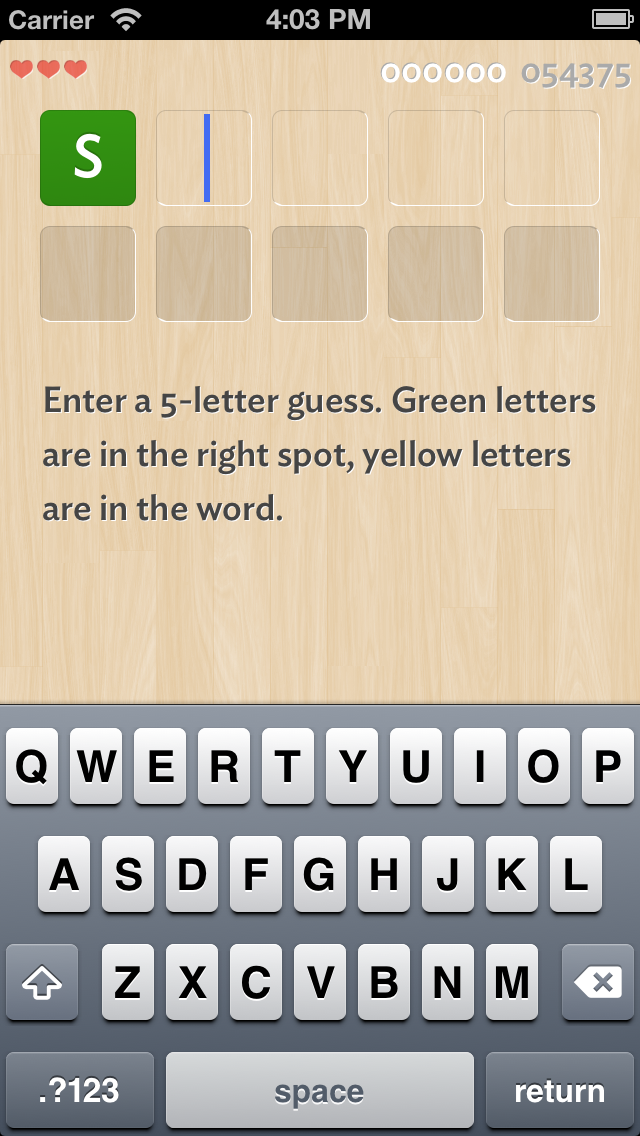 Carrier 4:03 PM
000000 054375
S
Enter a 5-letter guess. Green letters
are in the right spot, yellow letters
are in the word.
Q W E R T Y U I O P
A S D F G H J K L
Z X C V B N M
.?123 space return